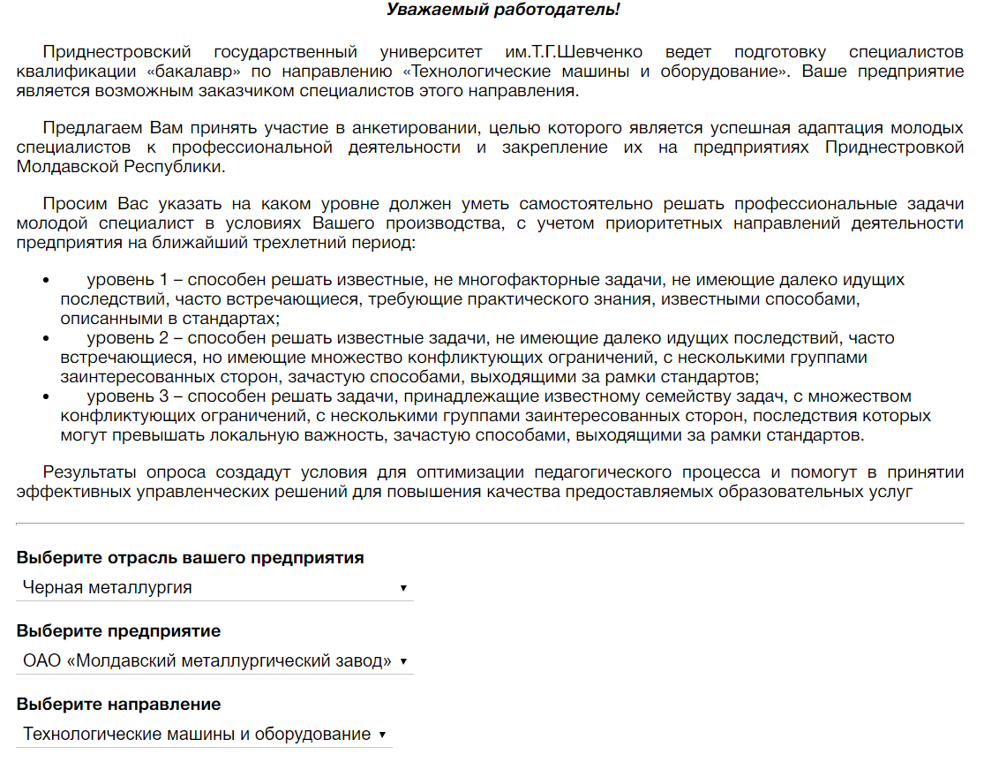 Уважаемый работодатель!
Приднестровский государственный университет им.Т.Г.Шевченко ведет подготовку специалистов
квалификации «бакалавр» по направлению «Технологические машины и оборудование». Ваше предприятие
является возможным заказчиком специалистов этого направления.
Предлагаем Вам принять участие в анкетировании, целью которого является успешная адаптация молодых
специалистов к профессиональной деятельности и закрепление их на предприятиях Приднестровкой
Молдавской Республики.
Просим Вас указать на каком уровне должен уметь самостоятельно решать профессиональные задачи
молодой специалист в условиях Вашего производства, с учетом приоритетных направлений деятельности
предприятия на ближайший трехлетний период:
• уровень 1 – способен решать известные, не многофакторные задачи, не имеющие далеко идущих
последствий, часто встречающиеся, требующие практического знания, известными способами,
описанными в стандартах;
• уровень 2 – способен решать известные задачи, не имеющие далеко идущих последствий, часто
встречающиеся, но имеющие множество конфликтующих ограничений, с несколькими группами
заинтересованных сторон, зачастую способами, выходящими за рамки стандартов;
• уровень 3 – способен решать задачи, принадлежащие известному семейству задач, с множеством
конфликтующих ограничений, с несколькими группами заинтересованных сторон, последствия которых
могут превышать локальную важность, зачастую способами, выходящими за рамки стандартов.
Результаты опроса создадут условия для оптимизации педагогического процесса и помогут в принятии
эффективных управленческих решений для повышения качества предоставляемых образовательных услуг
Выберите отрасль вашего предприятия
Черная металлургия
Выберите предприятие
ОАО «Молдавский металлургический завод»
Выберите направление
Технологические машины и оборудование